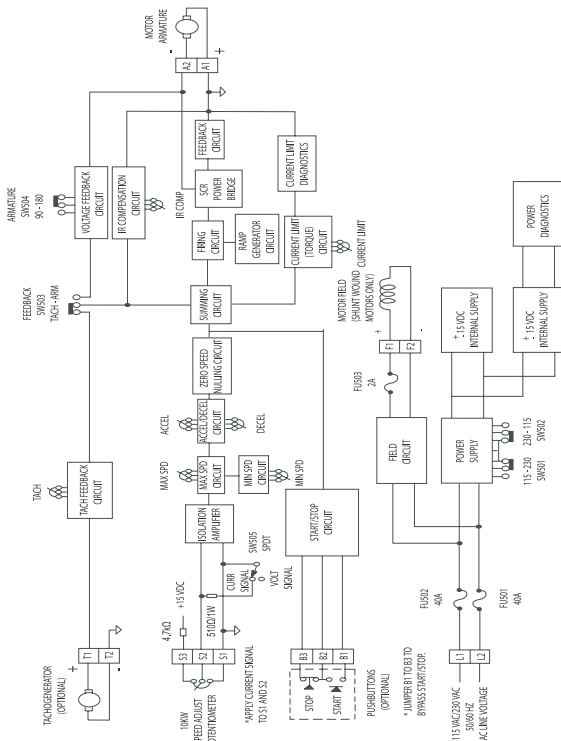 MOTOR
ARMATURE
-
+
A2
A1
ARMATURE
SW504
90 - 180
VOLTAGE FEEDBACK
CIRCUIT
IR COMPENSATION
CIRCUIT
IR COMP
FEEDBACK
CIRCUIT
SCR
POWER
BRIDGE
CURRENT LIMIT
DIAGNOSTICS
FIRING
CIRCUIT
RAMP
GENERATOR
CIRCUIT
CURRENT LIMIT
(TORQUE)
CIRCUIT
CURRENT LIMIT
FEEDBACK
SW503
TACH - ARM
SUMMING
CIRCUIT
ZERO SPEED
NULLING CIRCUIT
ACCEL
ACCEL/DECEL
CIRCUIT
DECEL
MAX SPD
MAX SPD
CIRCUIT
MIN SPD
CIRCUIT
MIN SPD
ISOLATION
AMPLIFIER
TACH
TACH FEEDBACK
CIRCUIT
START/STOP
CIRCUIT
SW505
SPDT
CURR
SIGNAL
VOLT
SIGNAL
+15 VDC
4.7kΩ
510Ω/1W
TACHOGENERATOR
(OPTIONAL)
+
-
T1
T2
S3
S2
S1
10KW
PEED ADJUST
OTENTIOMETER
*APPLY CURRENT SIGNAL
TO S1 AND S2
B3
B2
B1
STOP
START
PUSHBUTTONS
(OPTIONAL)
* JUMPER B1 TO B3 TO
BYPASS START/STOP.
MOTOR FIELD
(SHUNT WOUND
MOTORS ONLY)
+
-
F1
F2
FU503
2A
FIELD
CIRCUIT
POWER
SUPPLY
115 - 230
SW501
230 - 115
SW502
± 15 VDC
INTERNAL SUPPLY
± 15 VDC
INTERNAL SUPPLY
POWER
DIAGNOSTICS
FU502
40A
FU501
40A
L1
L2
115 VAC/230 VAC
50/60 HZ
AC LINE VOLTAGE